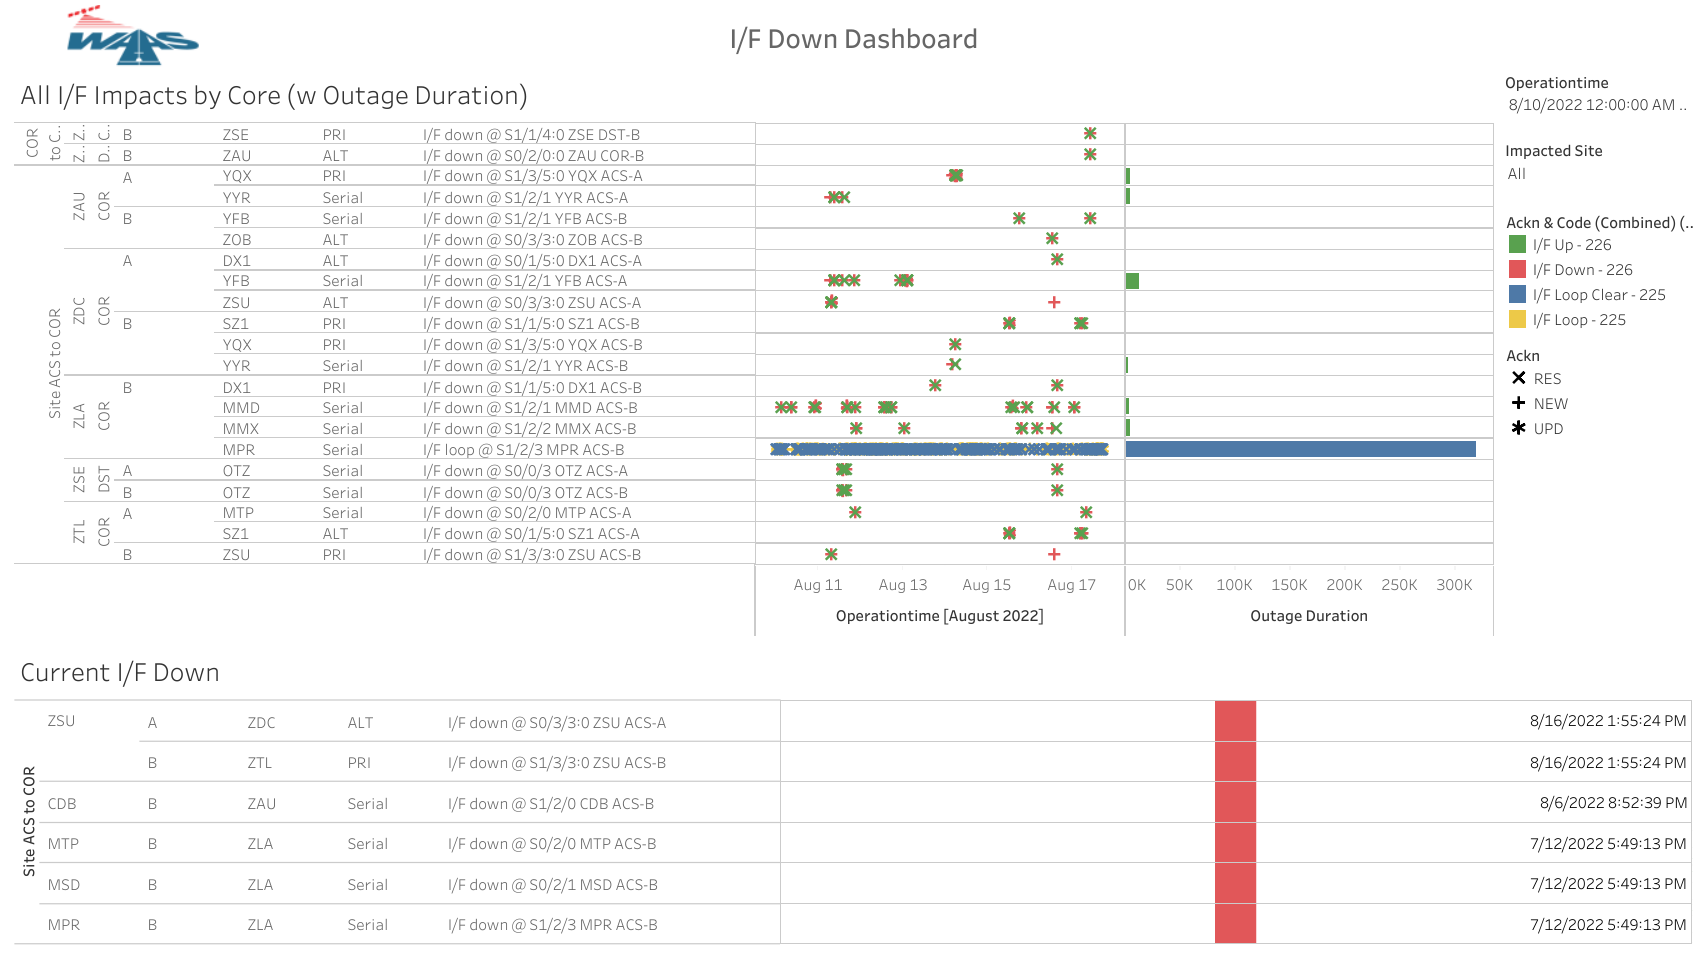 WAAS
I/F Down Dashboard
All I/F Impacts by Core (w Outage Duration)
COR to C.. Z.. Z.. D.. C.. B ZSE PRI I/F down @ S1/1/4:0 ZSE DST-B
B ZAU ALT I/F down @ S0/2/0:0 ZAU COR-B
Site ACS to COR
ZAU COR A YQX PRI I/F down @ S1/3/5:0 YQX ACS-A
YYR Serial I/F down @ S1/2/1 YYR ACS-A
B YFB Serial I/F down @ S1/2/1 YFB ACS-B
ZOB ALT I/F down @ S0/3/3:0 ZOB ACS-B
ZDC COR A DX1 ALT I/F down @ S0/1/5:0 DX1 ACS-A
YFB Serial I/F down @ S1/2/1 YFB ACS-A
ZSU ALT I/F down @ S0/3/3:0 ZSU ACS-A
B SZ1 PRI I/F down @ S1/1/5:0 SZ1 ACS-B
YQX PRI I/F down @ S1/3/5:0 YQX ACS-B
YYR Serial I/F down @ S1/2/1 YYR ACS-B
ZLA COR B DX1 PRI I/F down @ S1/1/5:0 DX1 ACS-B
MMD Serial I/F down @ S1/2/1 MMD ACS-B
MMX Serial I/F down @ S1/2/2 MMX ACS-B
MPR Serial I/F loop @ S1/2/3 MPR ACS-B
ZSE DST A OTZ Serial I/F down @ S0/0/3 OTZ ACS-A
B OTZ Serial I/F down @ S0/0/3 OTZ ACS-B
ZTL COR A MTP Serial I/F down @ S0/2/0 MTP ACS-A
SZ1 ALT I/F down @ S0/1/5:0 SZ1 ACS-A
B ZSU PRI I/F down @ S1/3/3:0 ZSU ACS-B
Aug 11 Aug 13 Aug 15 Aug 17 0K 50K 100K 150K 200K 250K 300K
Operationtime [August 2022] Outage Duration
Operationtime
8/10/2022 12:00:00 AM ..
Impacted Site
All
Ackn & Code (Combined) (..
I/F Up - 226
I/F Down - 226
I/F Loop Clear - 225
I/F Loop - 225
Ackn
RES
NEW
UPD
Current I/F Down
Site ACS to COR
ZSU A ZDC ALT I/F down @ S0/3/3:0 ZSU ACS-A 8/16/2022 1:55:24 PM
B ZTL PRI I/F down @ S1/3/3:0 ZSU ACS-B 8/16/2022 1:55:24 PM
CDB B ZAU Serial I/F down @ S1/2/0 CDB ACS-B 8/6/2022 8:52:39 PM
MTP B ZLA Serial I/F down @ S0/2/0 MTP ACS-B 7/12/2022 5:49:13 PM
MSD B ZLA Serial I/F down @ S0/2/1 MSD ACS-B 7/12/2022 5:49:13 PM
MPR B ZLA Serial I/F down @ S1/2/3 MPR ACS-B 7/12/2022 5:49:13 PM